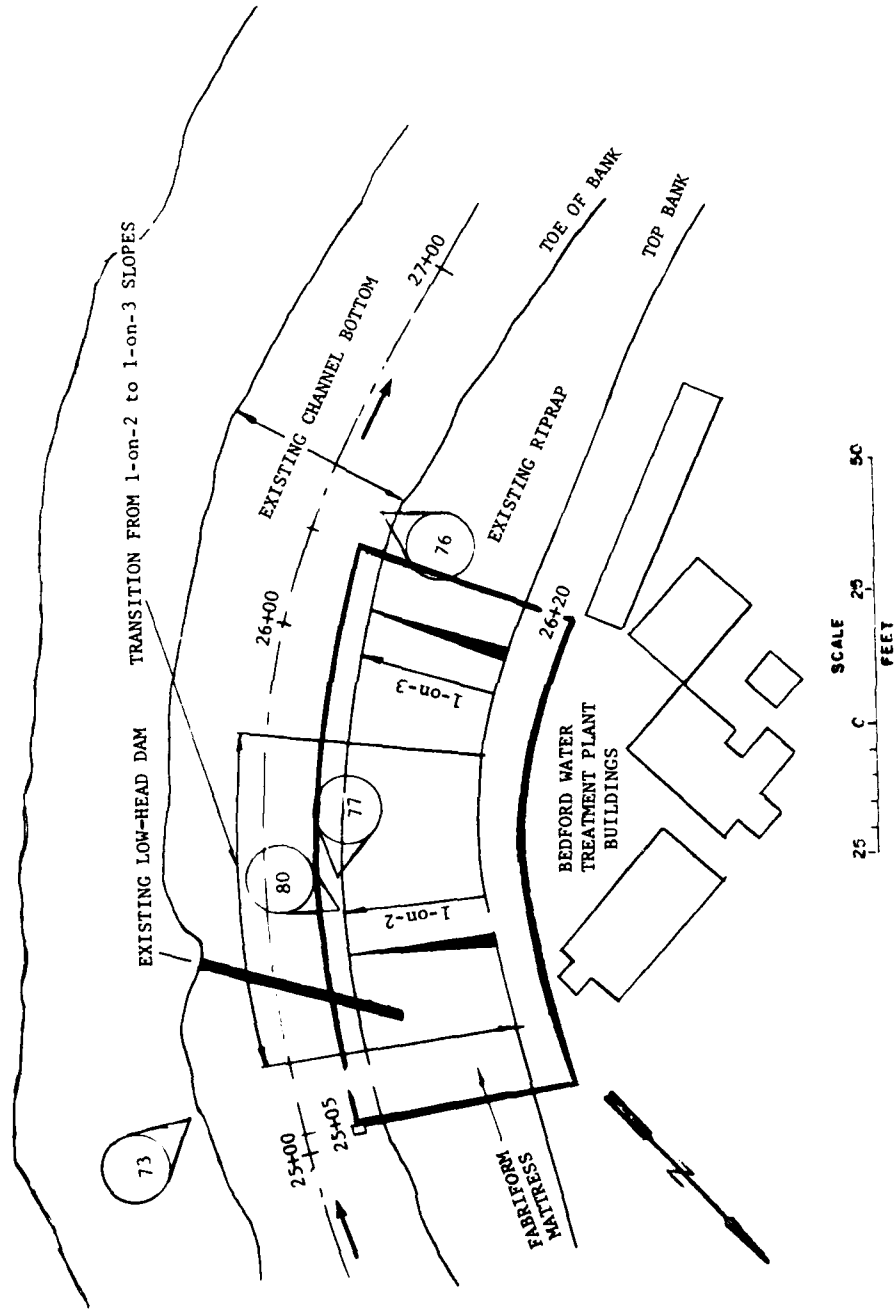 EXISTING LOW-HEAD DAM
TRANSITION FROM 1-on-2 to 1-on-3 SLOPES
73
25+00
25+05
80
77
26+00
76
27+00
EXISTING CHANNEL BOTTOM
TOE OF BANK
TOP BANK
EXISTING RIPRAP
1-on-2
1-on-3
26+20
FABRIFORM
MATTRESS
BEDFORD WATER
TREATMENT PLANT
BUILDINGS
N
SCALE
25 0 25 50
FEET